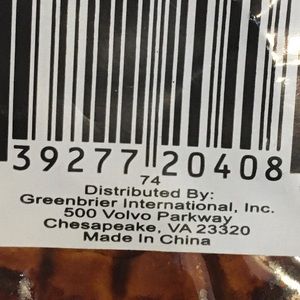 39277 20408
74
Distributed By:
Greenbrier International, Inc.
500 Volvo Parkway
Chesapeake, VA 23320
Made In China